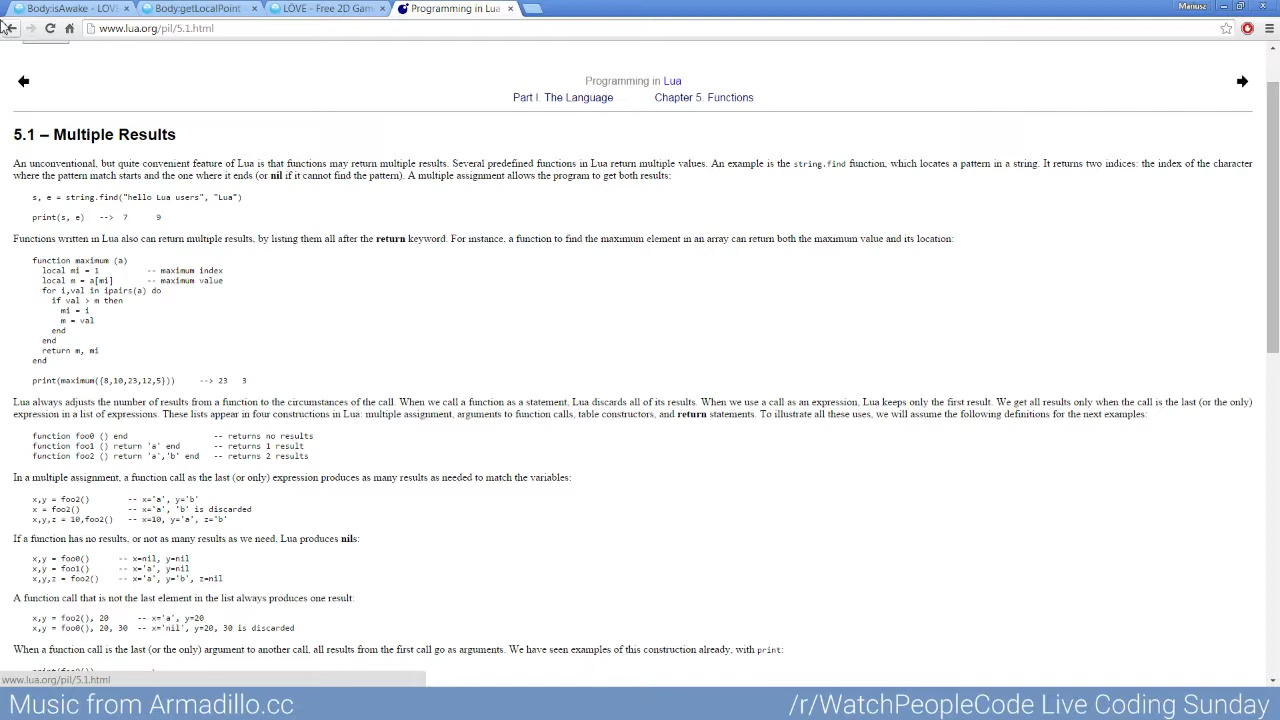 Body:isAwake - LOVE
Body:getLocalPoint
LÖVE - Free 2D Gam
Programming in Lua
Manusz
www.lua.org/pil/5.1.html
Programming in Lua
Part I. The Language
Chapter 5. Functions
5.1 – Multiple Results
An unconventional, but quite convenient feature of Lua is that functions may return multiple results. Several predefined functions in Lua return multiple values. An example is the string.find function, which locates a pattern in a string. It returns two indices: the index of the character
where the pattern match starts and the one where it ends (or nil if it cannot find the pattern). A multiple assignment allows the program to get both results:
s, e = string.find("hello Lua users", "Lua")
print(s, e) --> 7 9
Functions written in Lua also can return multiple results, by listing them all after the return keyword. For instance, a function to find the maximum element in an array can return both the maximum value and its location:
function maximum (a)
local mi = 1 -- maximum index
local m = a[mi] -- maximum value
for i,val in ipairs(a) do
if val > m then
mi = i
m = val
end
end
return m, mi
end
print(maximum({8,10,23,12,5})) --> 23 3
Lua always adjusts the number of results from a function to the circumstances of the call. When we call a function as a statement, Lua discards all of its results. When we use a call as an expression, Lua keeps only the first result. We get all results only when the call is the last (or the only)
expression in a list of expressions. These lists appear in four constructions in Lua: multiple assignment, arguments to function calls, table constructors, and return statements. To illustrate all these uses, we will assume the following definitions for the next examples:
function foo0 () end -- returns no results
function foo1 () return 'a' end -- returns 1 result
function foo2 () return 'a','b' end -- returns 2 results
In a multiple assignment, a function call as the last (or only) expression produces as many results as needed to match the variables:
x,y = foo2() -- x='a', y='b'
x = foo2() -- x='a', 'b' is discarded
x,y,z = 10,foo2() -- x=10, y='a', z='b'
If a function has no results, or not as many results as we need, Lua produces nils:
x,y = foo0() -- x=nil, y=nil
x,y = foo1() -- x='a', y=nil
x,y,z = foo2() -- x='a', y='b', z=nil
A function call that is not the last element in the list always produces one result:
x,y = foo2(), 20 -- x='a', y=20
x,y = foo0(), 20, 30 -- x='nil', y=20, 30 is discarded
When a function call is the last (or the only) argument to another call, all results from the first call go as arguments. We have seen examples of this construction already, with print:
www.lua.org/pil/5.1.html
Music from Armadillo.cc
/r/WatchPeopleCode Live Coding Sunday